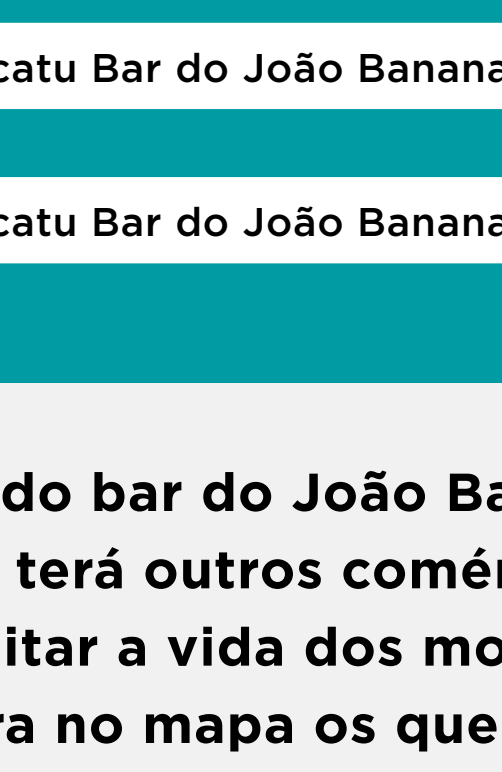 catu Bar do João Banana
catu Bar do João Banana
do bar do João Ba
terá outros comér
itar a vida dos mo
ra no mapa os que